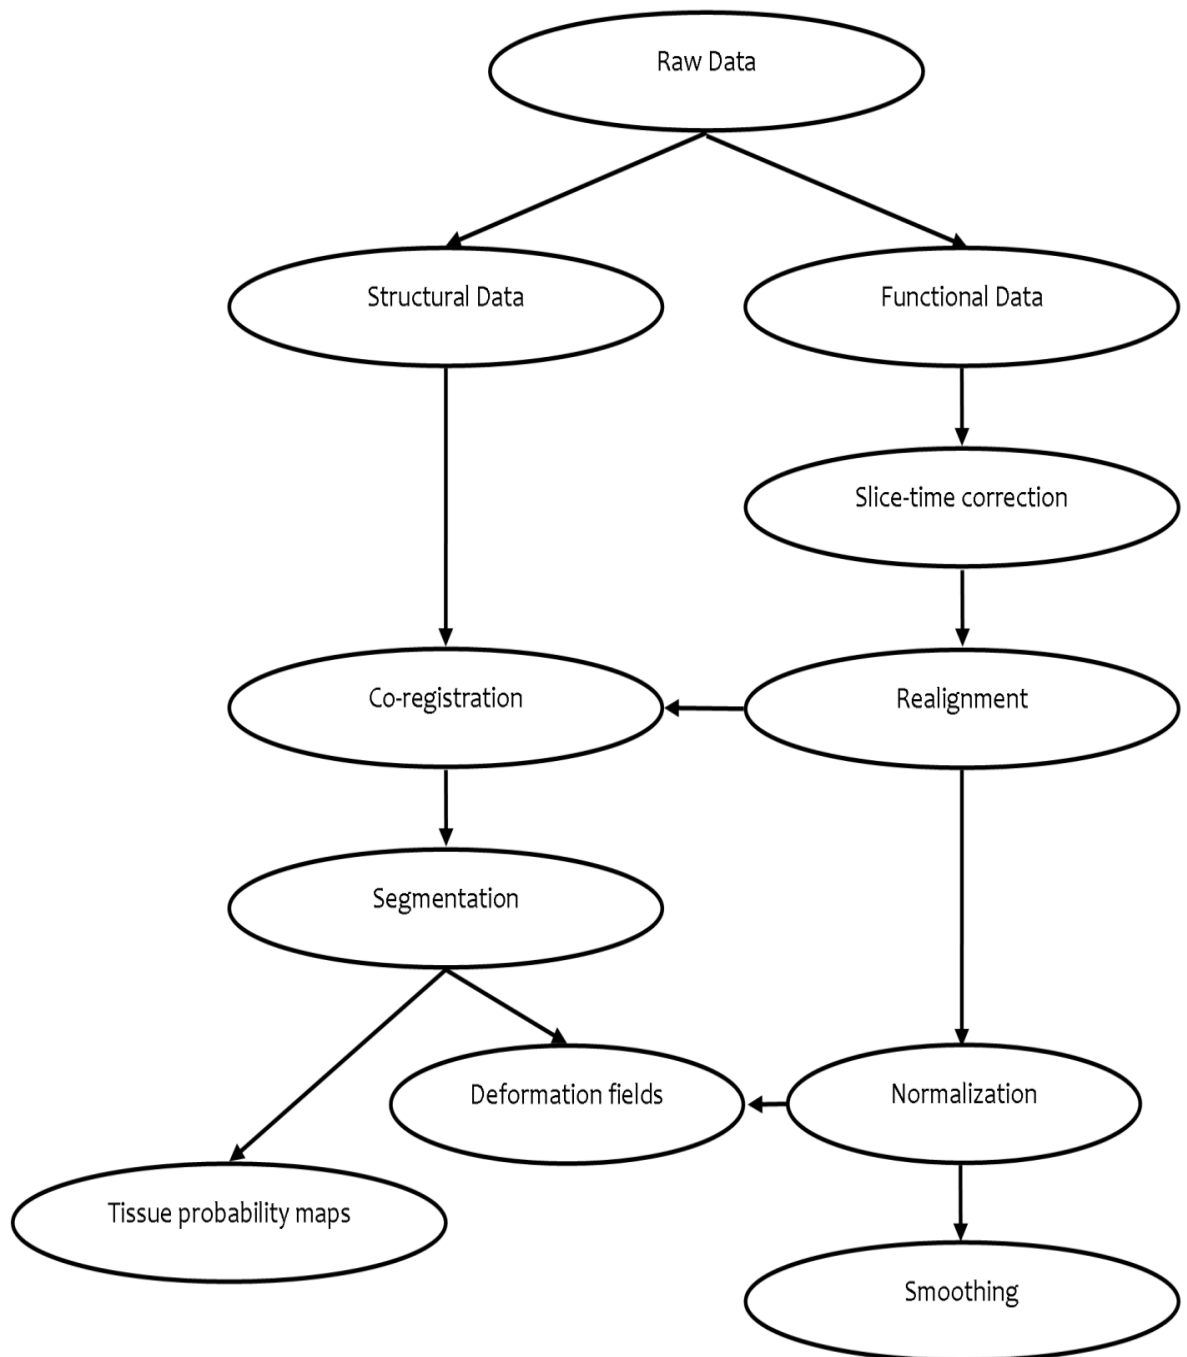 Raw Data
Structural Data
Functional Data
Slice-time correction
Co-registration
Realignment
Segmentation
Deformation fields
Normalization
Tissue probability maps
Smoothing